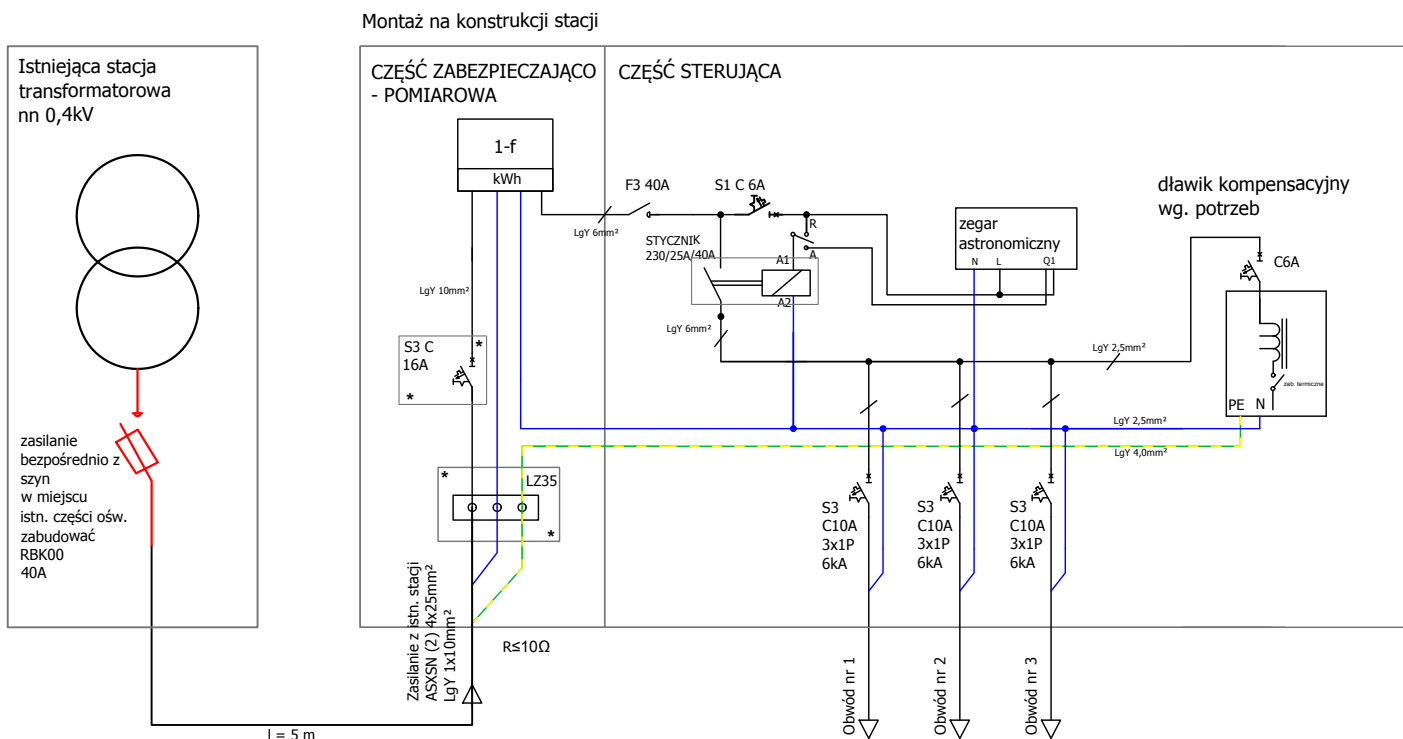 Montaż na konstrukcji stacji
Istniejąca stacja
transformatorowa
nn 0,4kV
zasilanie
bezpośrednio z
szyn
w miejscu
istn. części ośw.
zabudować
RBK00
40A
l = 5 m
CZĘŚĆ ZABEZPIECZAJĄCO
- POMIAROWA
1-f
kWh
LgY 10mm²
S3 C
16A
*
*
*
LZ35
*
Zasilanie z istn. stacji
ASXSN (2) 4x25mm²
LgY 1x10mm²
R≤10Ω
CZĘŚĆ STERUJĄCA
LgY 6mm²
F3 40A
S1 C 6A
R
A
STYCZNIK
230/25A/40A
A1
A2
LgY 6mm²
zegar
astronomiczny
N L Q1
dławik kompensacyjny
wg. potrzeb
C6A
zab. termiczne
PE N
LgY 2,5mm²
LgY 2,5mm²
LgY 4,0mm²
S3
C10A
3x1P
6kA
S3
C10A
3x1P
6kA
S3
C10A
3x1P
6kA
Obwód nr 1
Obwód nr 2
Obwód nr 3